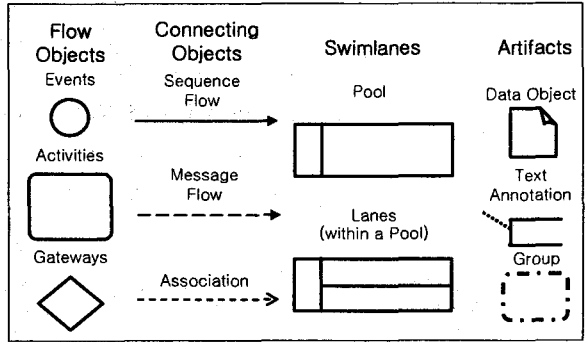 Flow
Objects
Events
Activities
Gateways
Connecting
Objects
Sequence
Flow
Message
Flow
Association
Swimlanes
Pool
Lanes
(within a Pool)
Artifacts
Data Object
Text
Annotation
Group